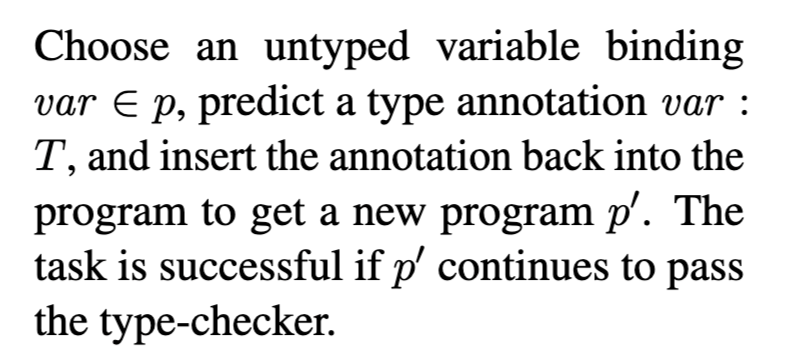 Choose an untyped variable binding
var ∈ p, predict a type annotation var :
T, and insert the annotation back into the
program to get a new program p′. The
task is successful if p′ continues to pass
the type-checker.